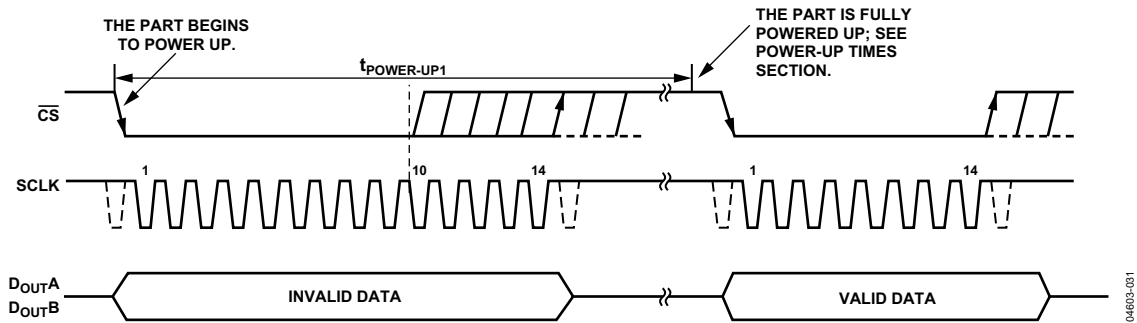 THE PART BEGINS
TO POWER UP.
THE PART IS FULLY
POWERED UP; SEE
POWER-UP TIMES
SECTION.
tPOWER-UP1
CS
SCLK
1
10
14
1
14
DOUTA
DOUTB
INVALID DATA
VALID DATA
04603-031